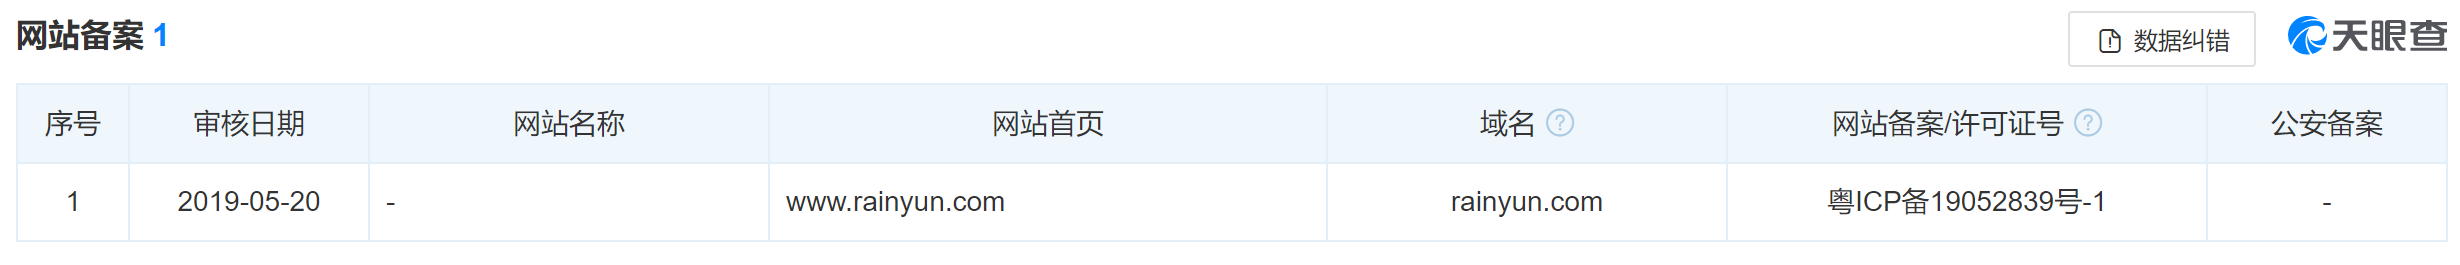 网站备案 1
数据纠错
天眼查
序号 审核日期 网站名称 网站首页 域名 ? 网站备案/许可证号 ? 公安备案
1 2019-05-20 - www.rainyun.com rainyun.com 粤ICP备19052839号-1 -